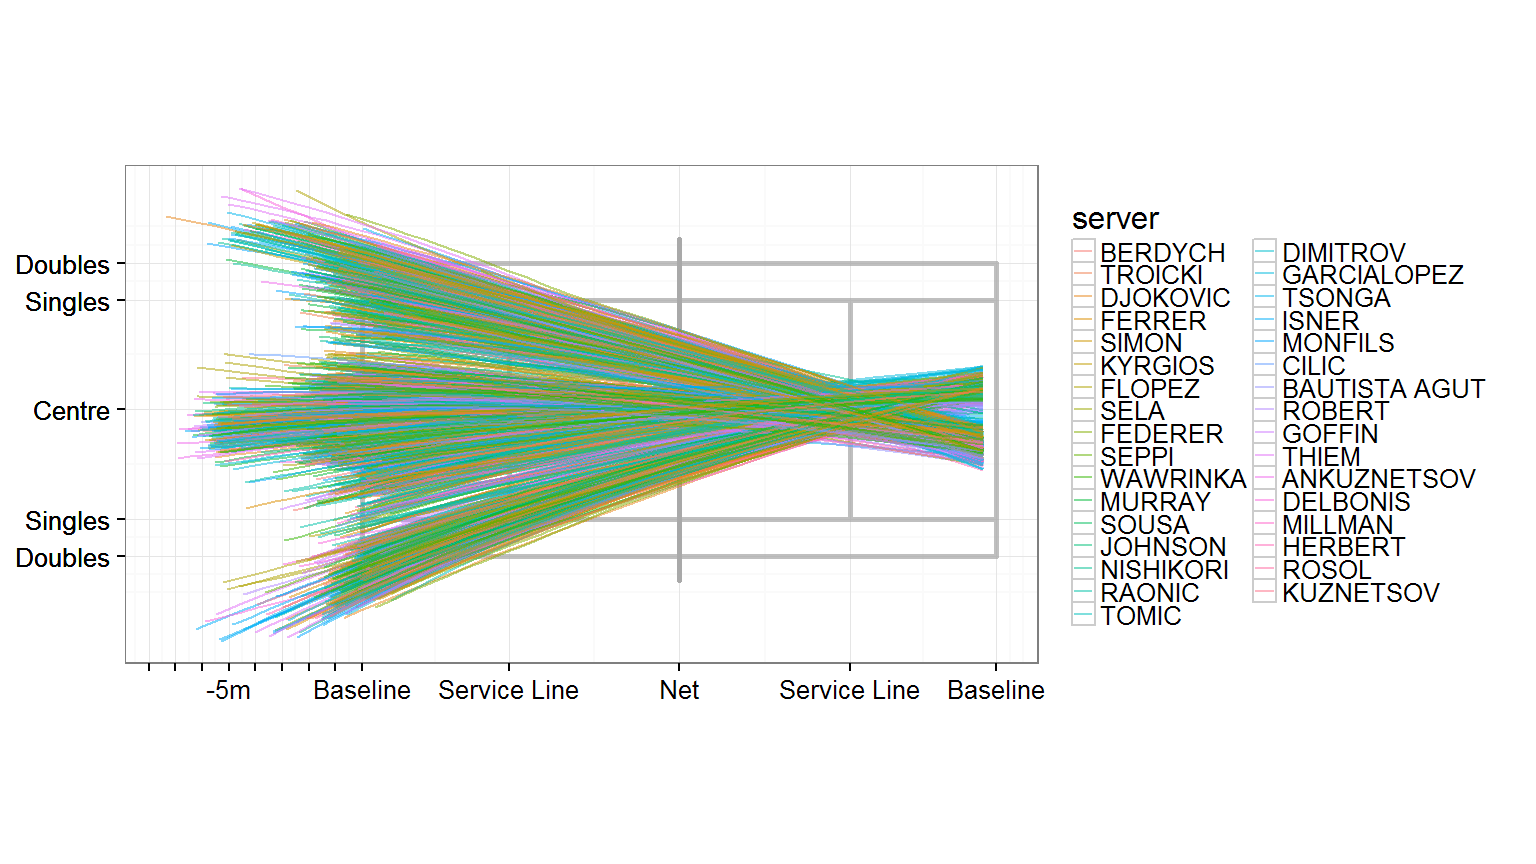 Doubles
Singles
Centre
Singles
Doubles
-5m Baseline Service Line Net Service Line Baseline
server
BERDYCH
TROICKI
DJOKOVIC
FERRER
SIMON
KYRGIOS
FLOPEZ
SELA
FEDERER
SEPPI
WAWRINKA
MURRAY
SOUSA
JOHNSON
NISHIKORI
RAONIC
TOMIC
DIMITROV
GARCIALOPEZ
TSONGA
ISNER
MONFILS
CILIC
BAUTISTA AGUT
ROBERT
GOFFIN
THIEM
ANKUZNETSOV
DELBONIS
MILLMAN
HERBERT
ROSOL
KUZNETSOV